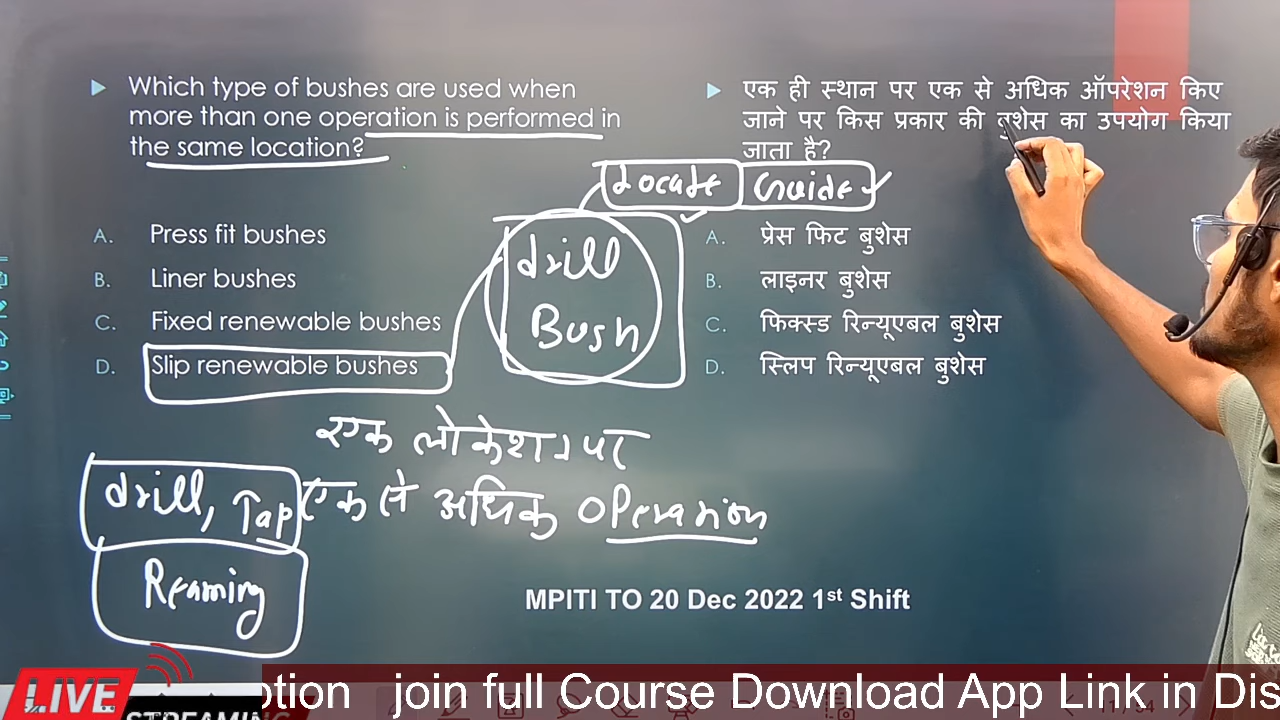 Which type of bushes are used when
more than one operation is performed in
the same location?
A. Press fit bushes
B. Liner bushes
C. Fixed renewable bushes
D. Slip renewable bushes
एक ही स्थान पर एक से अधिक ऑपरेशन किए
जाने पर किस प्रकार की बुशेस का उपयोग किया
जाता है?
A. प्रेस फिट बुशेस
B. लाइनर बुशेस
C. फिक्स्ड रिन्यूएबल बुशेस
D. स्लिप रिन्यूएबल बुशेस
Locate Guide
drill
Bush
एक लोकेशन पर
एक से अधिक Operation
drill, Tap
Reaming
MPITI TO 20 Dec 2022 1st Shift
LIVE
STREAMING
ption join full Course Download App Link in Dis